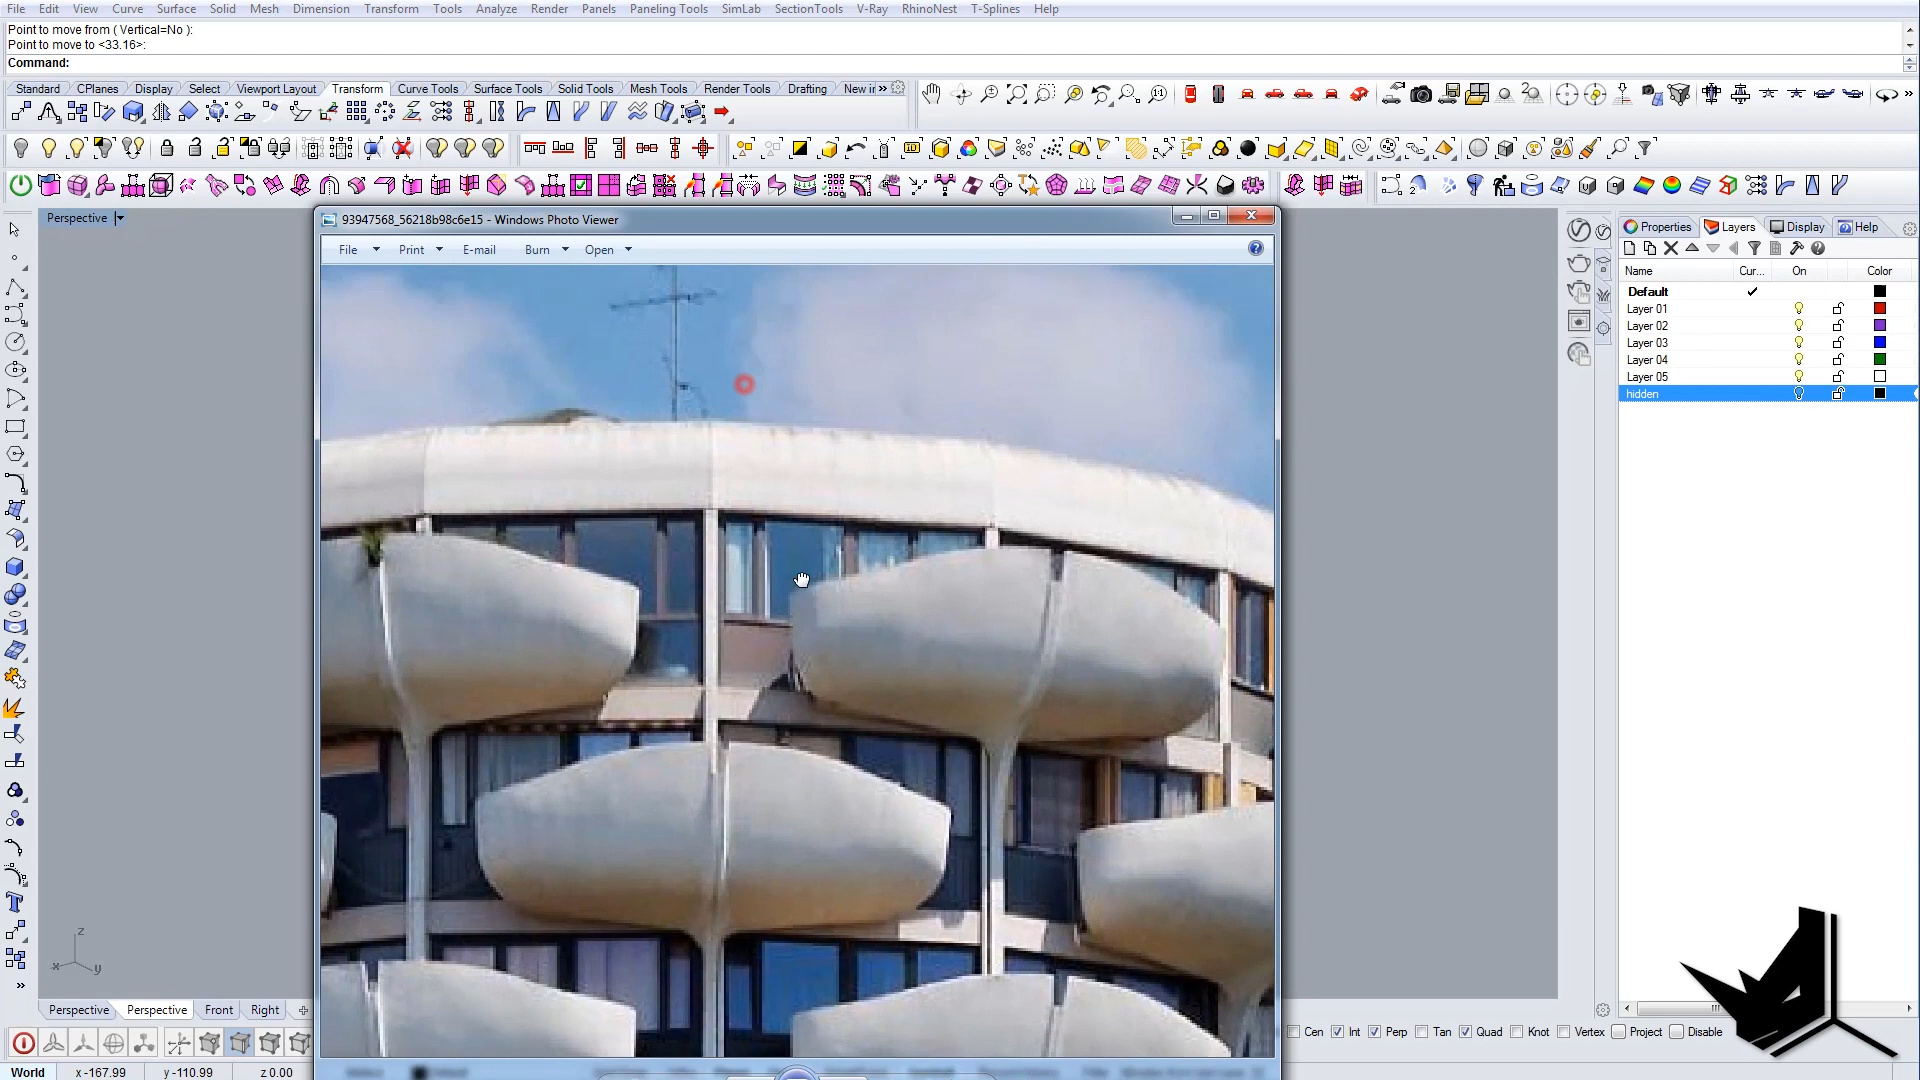 File Edit View Curve Surface Solid Mesh Dimension Transform Tools Analyze Render Panels Paneling Tools SimLab SectionTools V-Ray RhinoNest T-Splines Help
Point to move from ( Vertical=No ):
Point to move to <33.16>:
Command:
Standard CPlanes Display Select Viewport Layout Transform Curve Tools Surface Tools Solid Tools Mesh Tools Render Tools Drafting New in »
Perspective
93947568_56218b98c6e15 - Windows Photo Viewer
File Print E-mail Burn Open
Properties Layers Display Help
Name Cur... On Color
Default
Layer 01
Layer 02
Layer 03
Layer 04
Layer 05
hidden
Perspective Perspective Front Right
Cen Int Perp Tan Quad Knot Vertex Project Disable
World x -167.99 y -110.99 z 0.00
z
x y